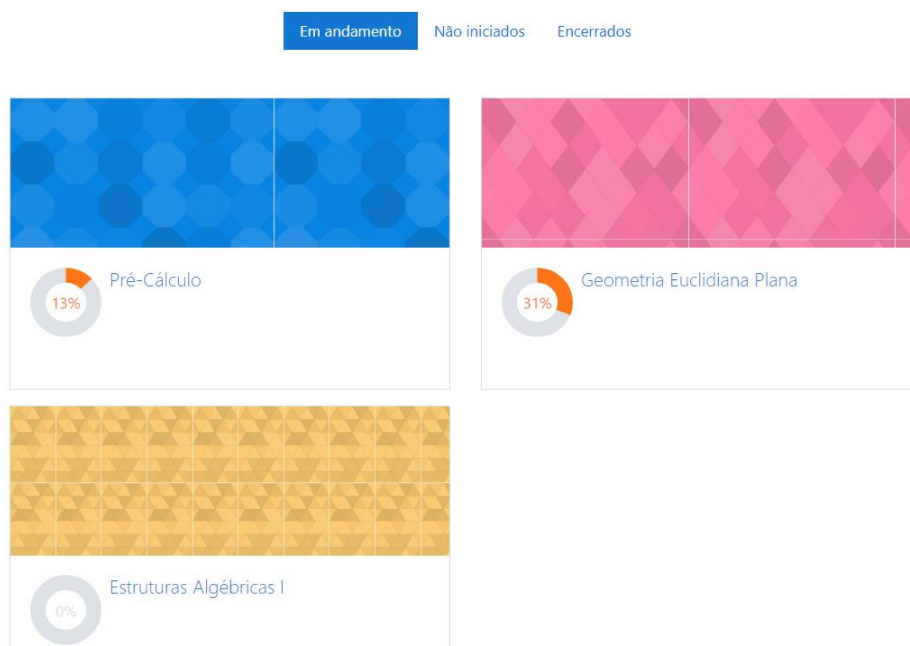 Em andamento Não iniciados Encerrados
Pré-Cálculo
13%
Geometria Euclidiana Plana
31%
Estruturas Algébricas I
0%